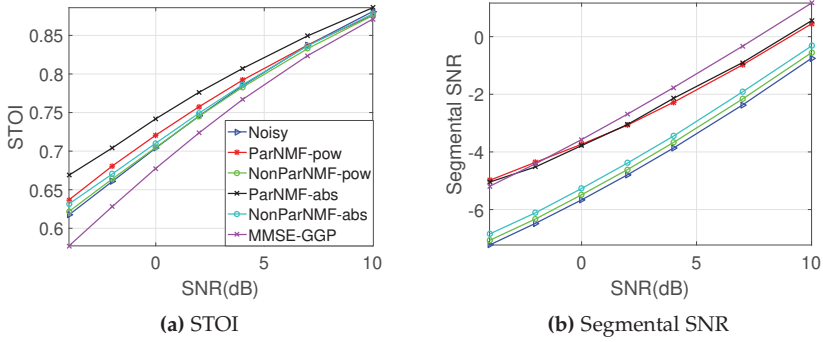 STOI
0.85
0.8
0.75
0.7
0.65
0.6
0
5
10
SNR(dB)
Noisy
ParNMF-pow
NonParNMF-pow
ParNMF-abs
NonParNMF-abs
MMSE-GGP
(a) STOI
Segmental SNR
0
-2
-4
-6
0
5
10
SNR(dB)
(b) Segmental SNR